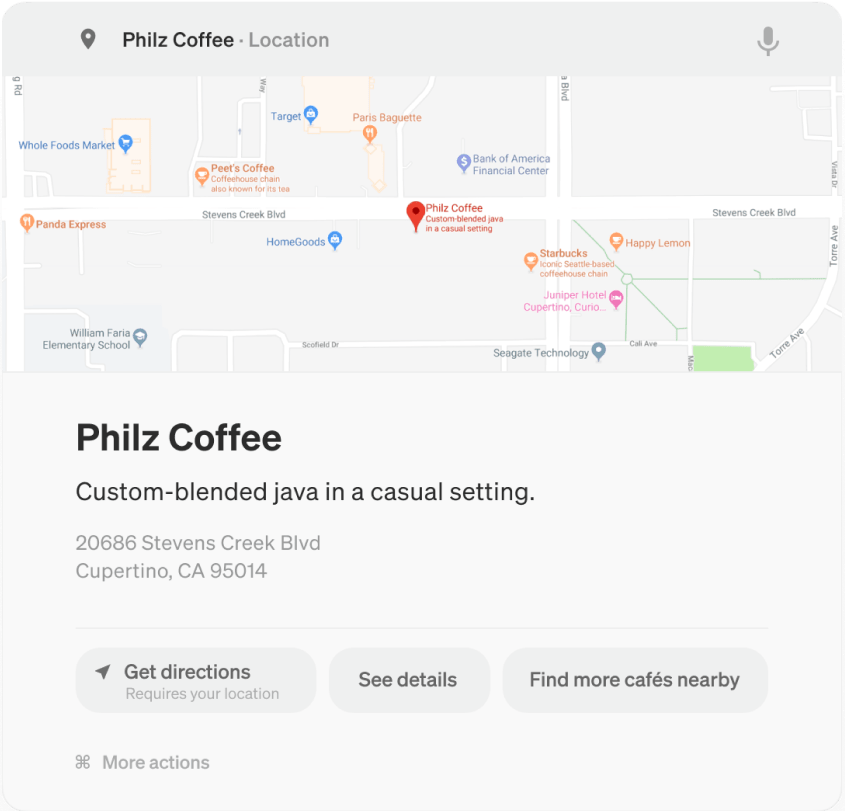 Philz Coffee · Location
g Rd
Way
a Blvd
Target
Paris Baguette
Whole Foods Market
Bank of America
Financial Center
Peet's Coffee
Coffeehouse chain
also known for its tea
Vista Dr
Philz Coffee
Custom-blended java
in a casual setting
Stevens Creek Blvd
Stevens Creek Blvd
Panda Express
HomeGoods
Happy Lemon
Torre Ave
Starbucks
Iconic Seattle-based
coffeehouse chain
Juniper Hotel
Cupertino, Curio...
William Faria
Elementary School
Scofield Dr
Cali Ave
Seagate Technology
Torre Ave
Philz Coffee
Custom-blended java in a casual setting.
20686 Stevens Creek Blvd
Cupertino, CA 95014
Get directions
Requires your location
See details
Find more cafés nearby
⌘ More actions